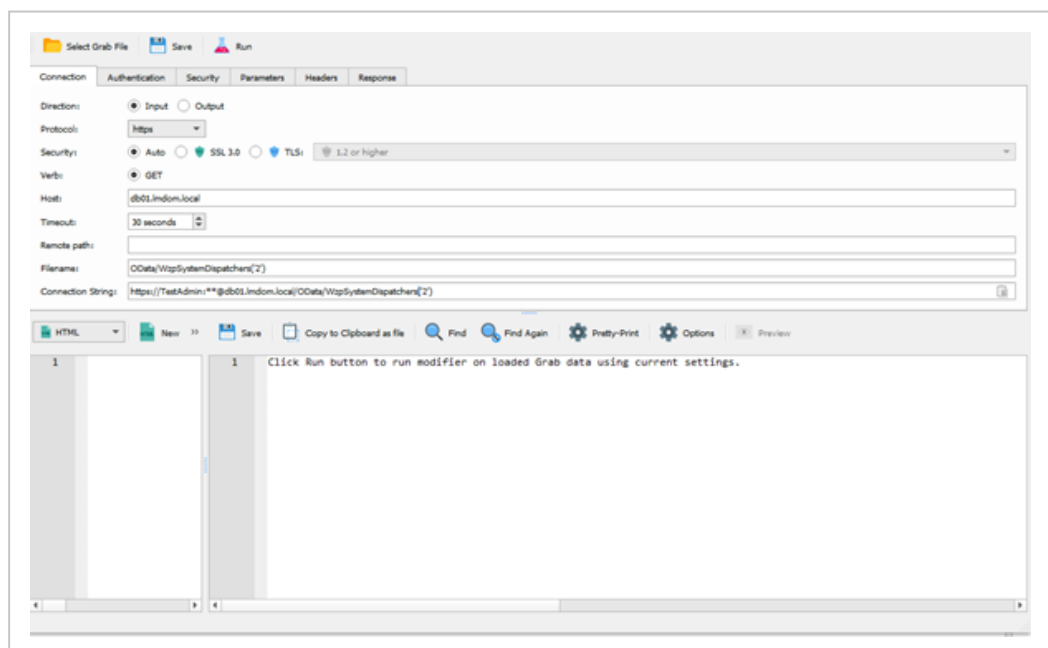 Select Grab File Save Run
Connection Authentication Security Parameters Headers Response
Direction: Input Output
Protocol: https
Security: Auto SSL 3.0 TLS: 1.2 or higher
Verb: GET
Host: db01.lmdom.local
Timeout: 30 seconds
Remote path:
Filename: OData/WzpSystemDispatchers('2')
Connection String: https://TestAdmin:**@db01.lmdom.local/OData/WzpSystemDispatchers('2')
HTML New » Save Copy to Clipboard as file Find Find Again Pretty-Print Options Preview
1 1 Click Run button to run modifier on loaded Grab data using current settings.